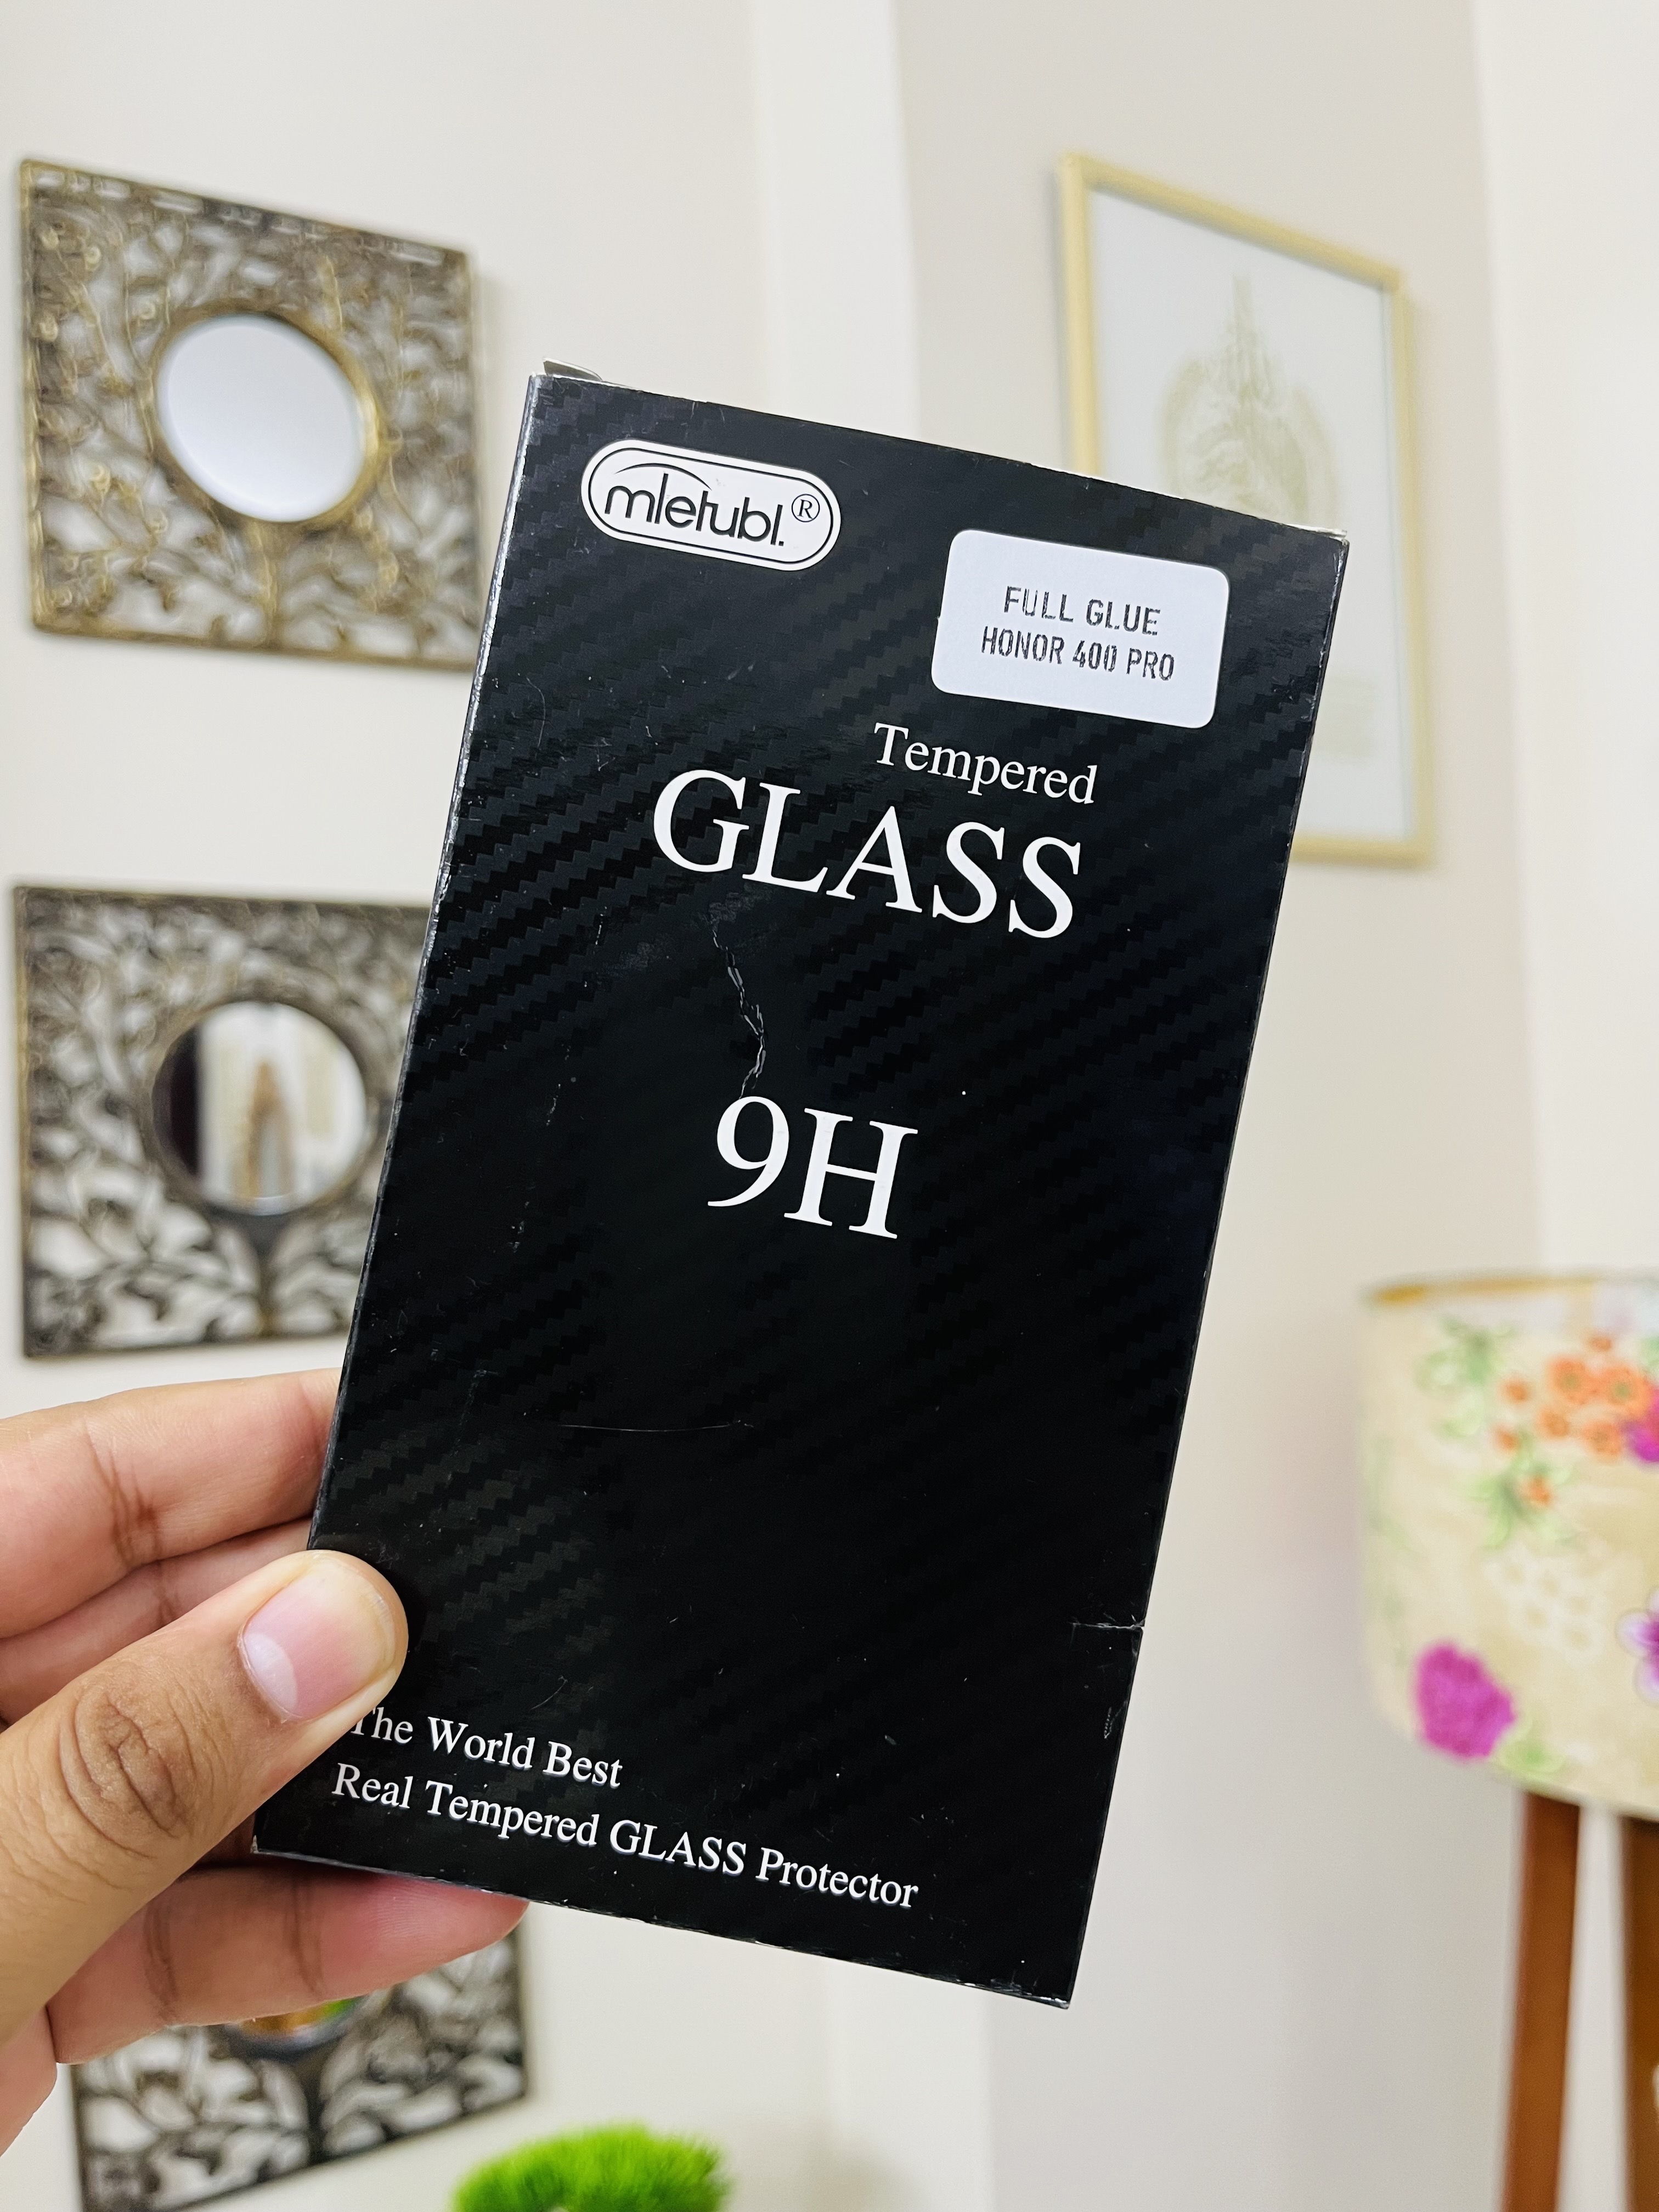 mletubl.®
FULL GLUE
HONOR 400 PRO
Tempered
GLASS
9H
The World Best
Real Tempered GLASS Protector